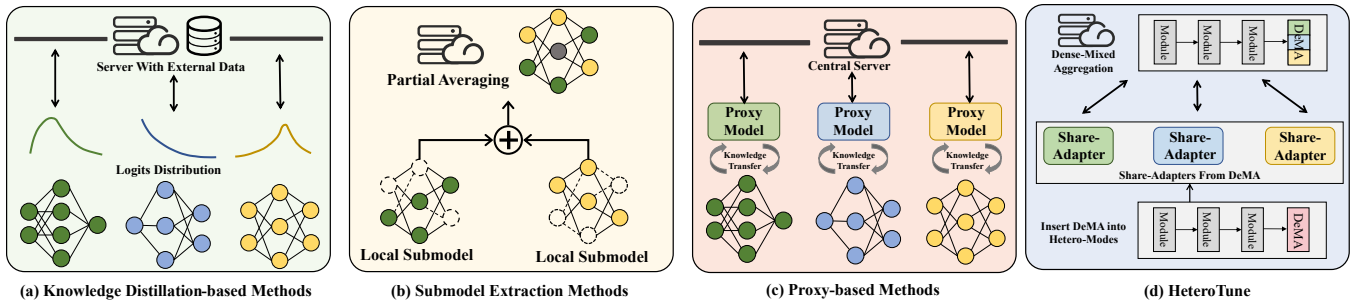 Server With External Data
Logits Distribution
(a) Knowledge Distillation-based Methods
Partial Averaging
Local Submodel
Local Submodel
(b) Submodel Extraction Methods
Central Server
Proxy
Model
Proxy
Model
Proxy
Model
Knowledge
Transfer
Knowledge
Transfer
Knowledge
Transfer
(c) Proxy-based Methods
Dense-Mixed
Aggregation
Module
Module
Module
DeMA
Share-
Adapter
Share-
Adapter
Share-
Adapter
Share-Adapters From DeMA
Insert DeMA into
Hetero-Modes
Module
Module
Module
DeMA
(d) HeteroTune